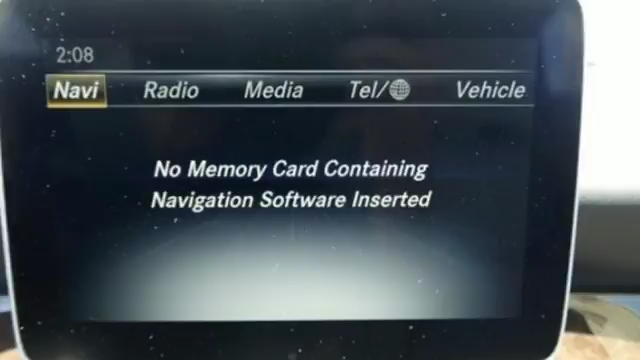 2:08
Navi Radio Media Tel/ Vehicle
No Memory Card Containing
Navigation Software Inserted